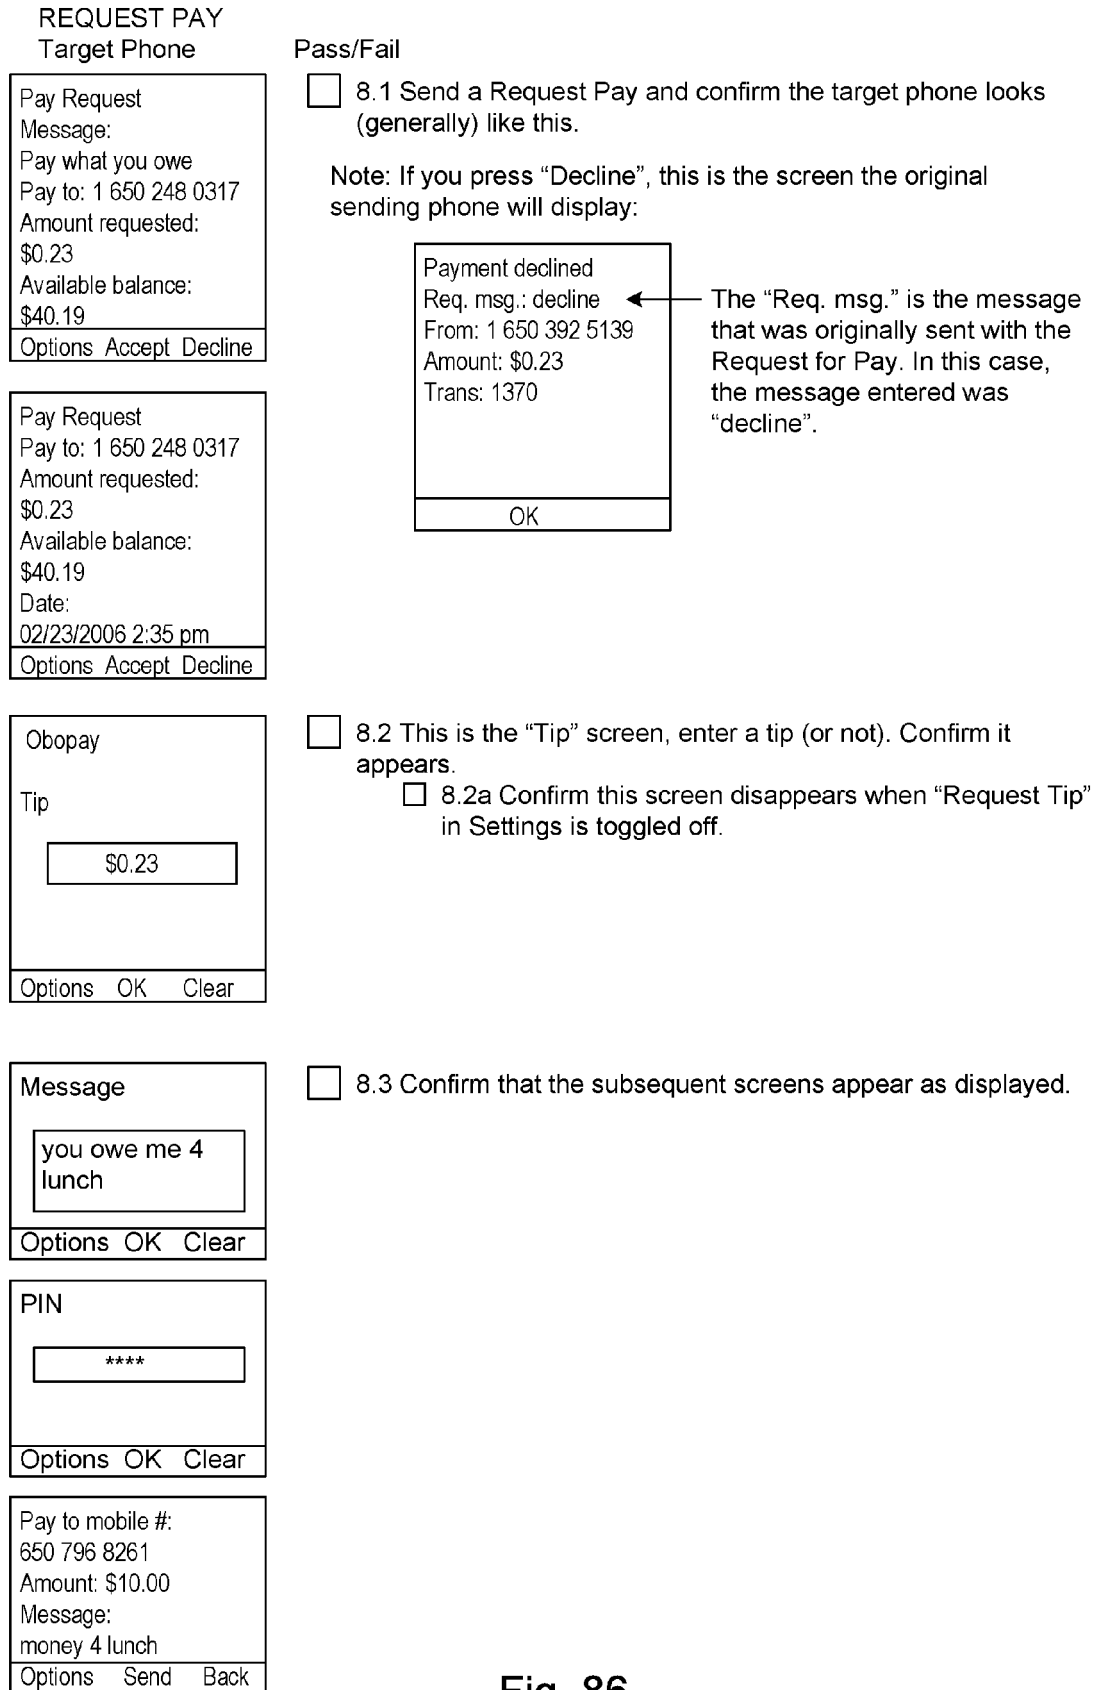 REQUEST PAY
Target Phone
Pass/Fail
Pay Request
Message:
Pay what you owe
Pay to: 1 650 248 0317
Amount requested:
$0.23
Available balance:
$40.19
Options Accept Decline
8.1 Send a Request Pay and confirm the target phone looks
(generally) like this.
Note: If you press “Decline”, this is the screen the original
sending phone will display:
Payment declined
Req. msg.: decline
From: 1 650 392 5139
Amount: $0.23
Trans: 1370
OK
The “Req. msg.” is the message
that was originally sent with the
Request for Pay. In this case,
the message entered was
“decline”.
Pay Request
Pay to: 1 650 248 0317
Amount requested:
$0.23
Available balance:
$40.19
Date:
02/23/2006 2:35 pm
Options Accept Decline
Obopay
Tip
$0.23
Options OK Clear
8.2 This is the “Tip” screen, enter a tip (or not). Confirm it
appears.
8.2a Confirm this screen disappears when “Request Tip”
in Settings is toggled off.
Message
you owe me 4
lunch
Options OK Clear
8.3 Confirm that the subsequent screens appear as displayed.
PIN
****
Options OK Clear
Pay to mobile #:
650 796 8261
Amount: $10.00
Message:
money 4 lunch
Options Send Back
Fig. 86